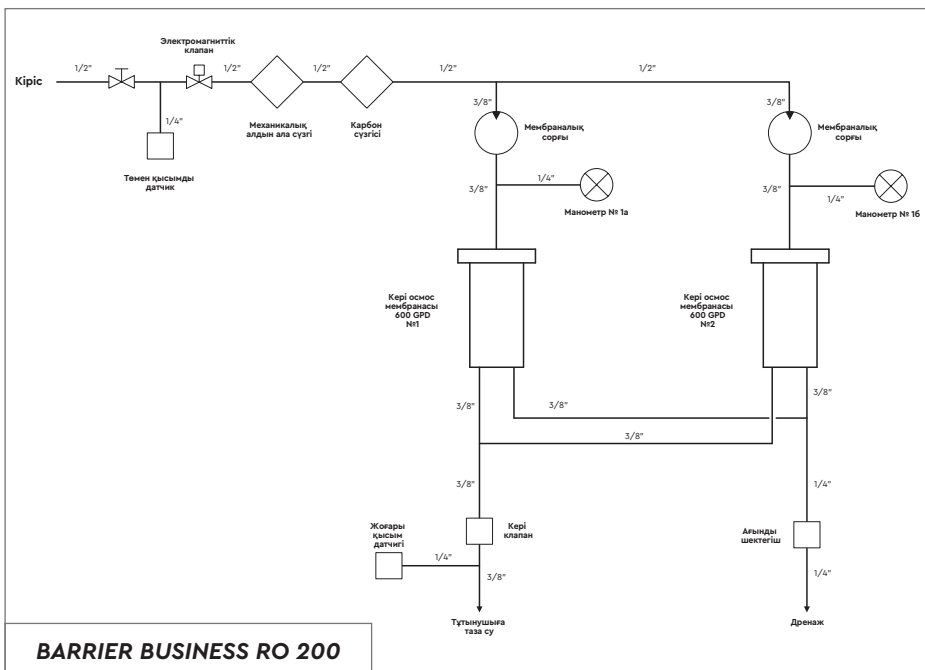 Электромагниттік
клапан
Кіріс
1/2"
1/2"
1/2"
1/2"
1/2"
1/4"
3/8"
3/8"
Механикалық
алдын ала сүзгі
Карбон
сүзгісі
Мембраналық
сорғы
Мембраналық
сорғы
Төмен қысымды
датчик
3/8"
1/4"
3/8"
1/4"
Манометр № 1а
Манометр № 1б
Кері осмос
мембранасы
600 GPD
№1
Кері осмос
мембранасы
600 GPD
№2
3/8"
3/8"
3/8"
3/8"
3/8"
1/4"
Жоғары
қысым
датчигі
Кері
клапан
Ағынды
шектегіш
1/4"
3/8"
1/4"
Тұтынушыға
таза су
Дренаж
BARRIER BUSINESS RO 200